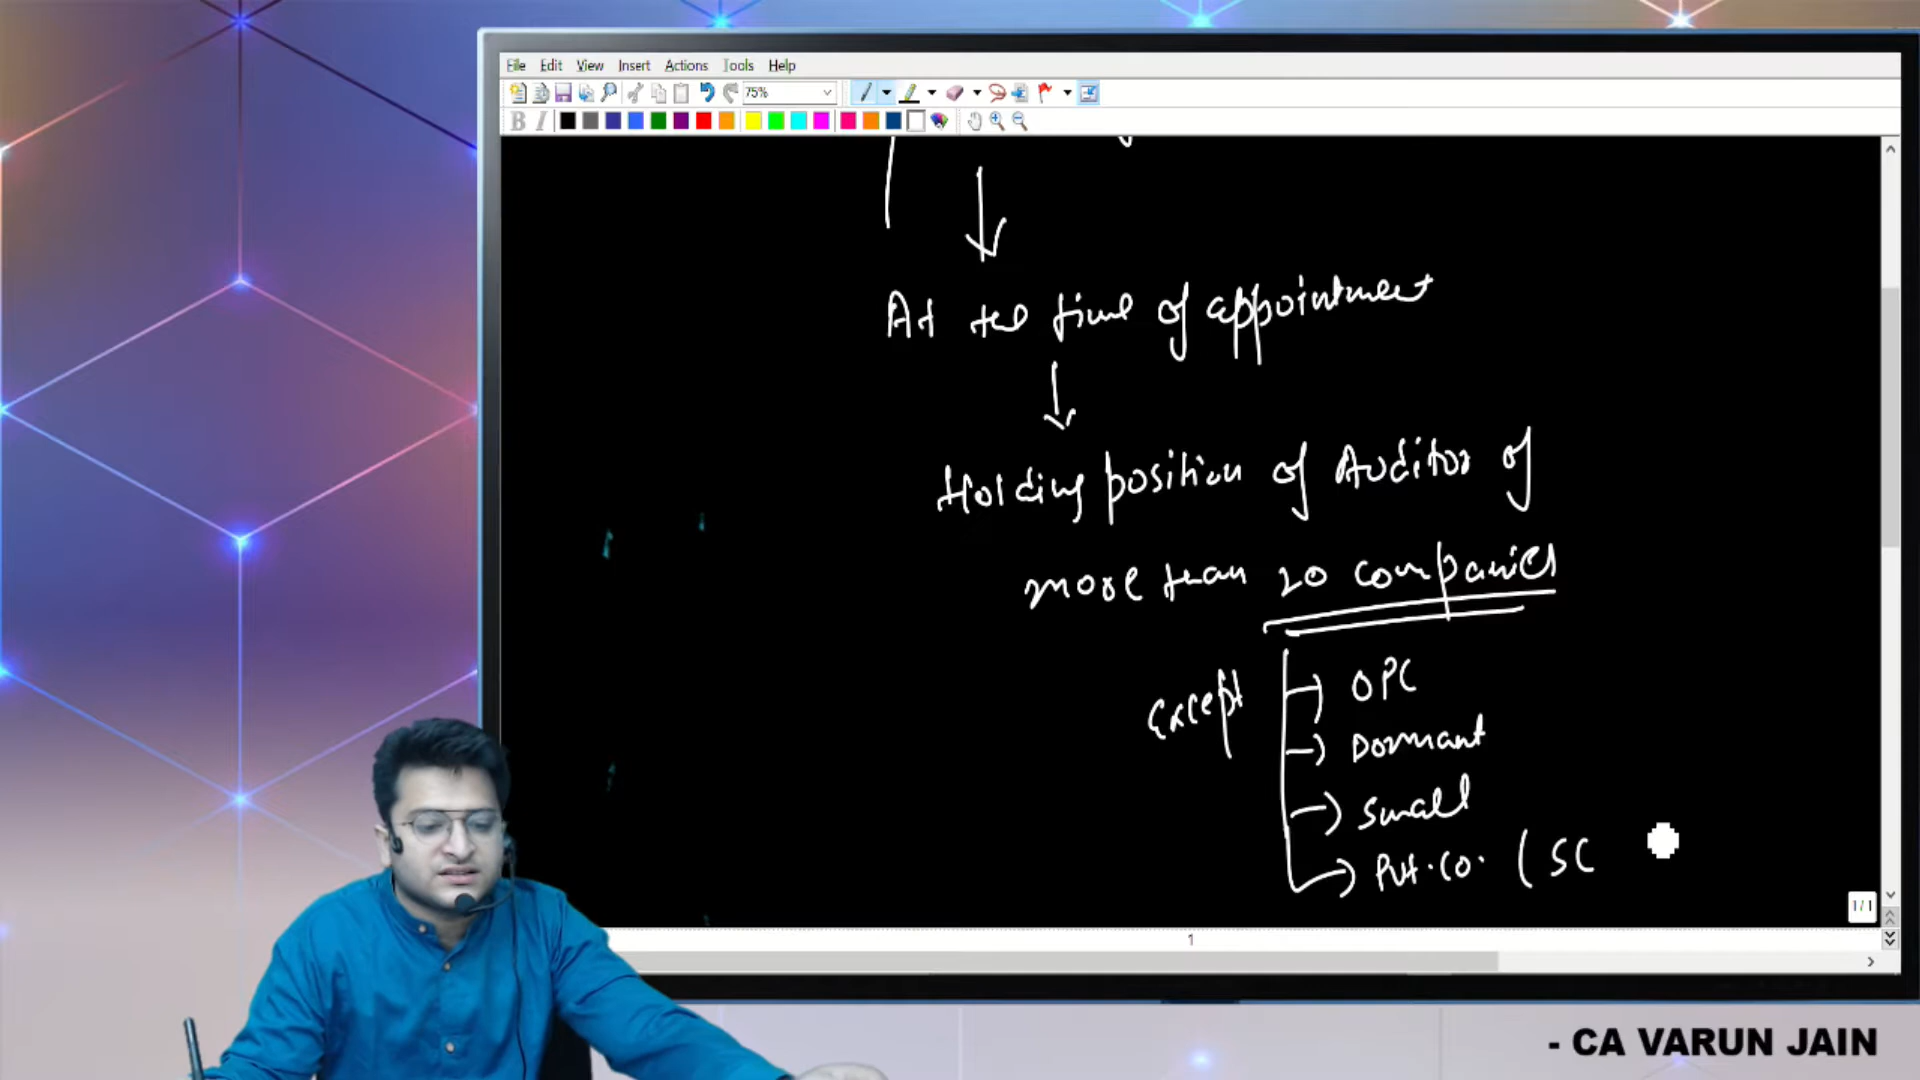 File Edit View Insert Actions Tools Help
75%
B I
At the time of appointment
Holding position of Auditor of
more than 20 companies
Except
OPC
Dormant
Small
Pvt. Co. ( SC
1/1
1
- CA VARUN JAIN